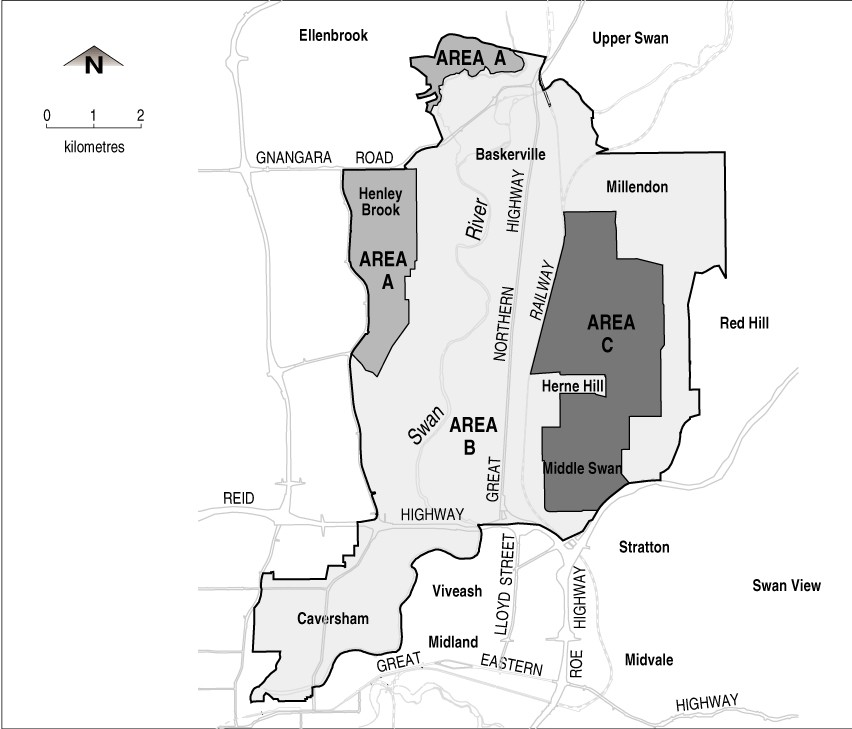 Ellenbrook
Upper Swan
AREA A
N
0 1 2
kilometres
GNANGARA ROAD
Baskerville
Henley
Brook
AREA
A
Millendon
River
HIGHWAY
NORTHERN
GREAT
RAILWAY
AREA
C
Red Hill
Herne Hill
Swan
AREA
B
Middle Swan
REID
HIGHWAY
Stratton
Swan View
LLOYD STREET
HIGHWAY
ROE
Viveash
Caversham
Midland
Midvale
GREAT
EASTERN
HIGHWAY